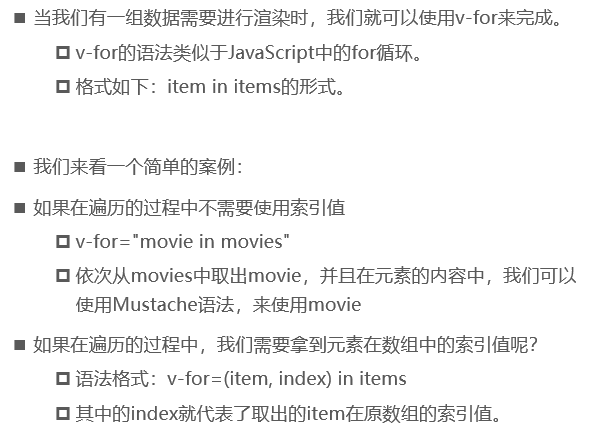 ■ 当我们有一组数据需要进行渲染时，我们就可以使用v-for来完成。
□ v-for的语法类似于JavaScript中的for循环。
□ 格式如下：item in items的形式。
■ 我们来看一个简单的案例：
■ 如果在遍历的过程中不需要使用索引值
□ v-for="movie in movies"
□ 依次从movies中取出movie，并且在元素的内容中，我们可以
使用Mustache语法，来使用movie
■ 如果在遍历的过程中，我们需要拿到元素在数组中的索引值呢？
□ 语法格式：v-for=(item, index) in items
□ 其中的index就代表了取出的item在原数组的索引值。